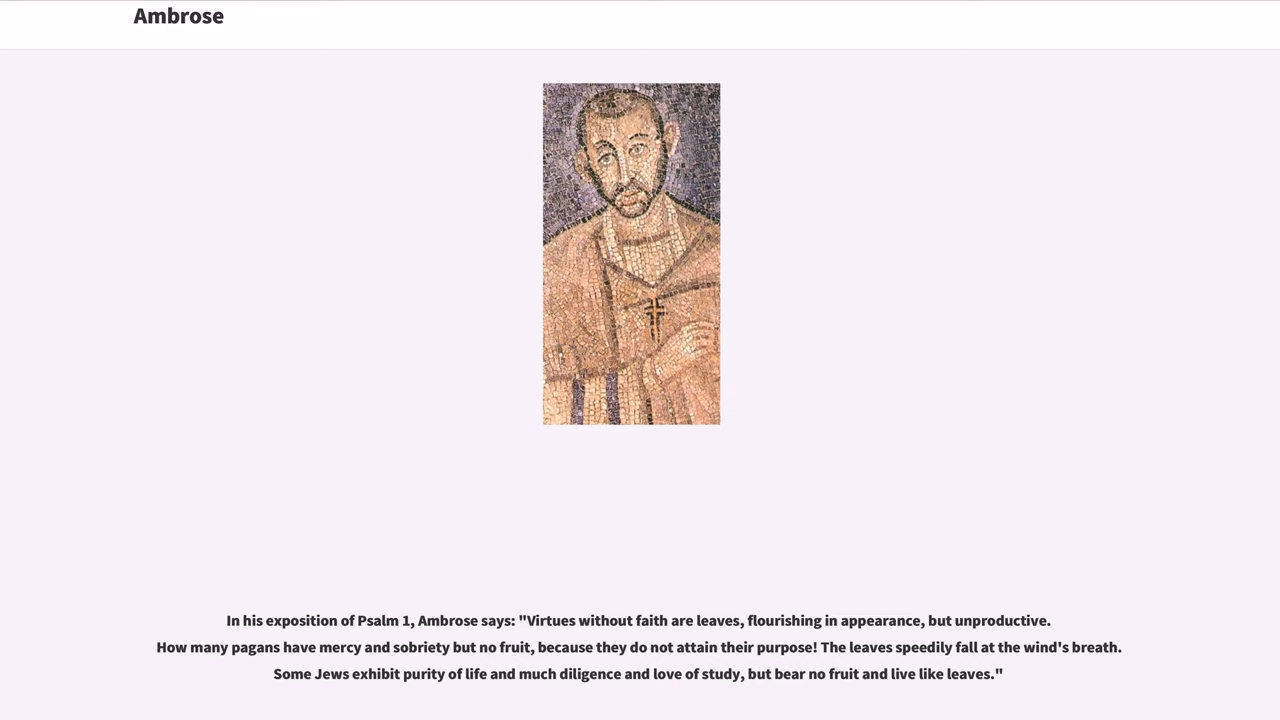 Ambrose
In his exposition of Psalm 1, Ambrose says: "Virtues without faith are leaves, flourishing in appearance, but unproductive.
How many pagans have mercy and sobriety but no fruit, because they do not attain their purpose! The leaves speedily fall at the wind's breath.
Some Jews exhibit purity of life and much diligence and love of study, but bear no fruit and live like leaves."